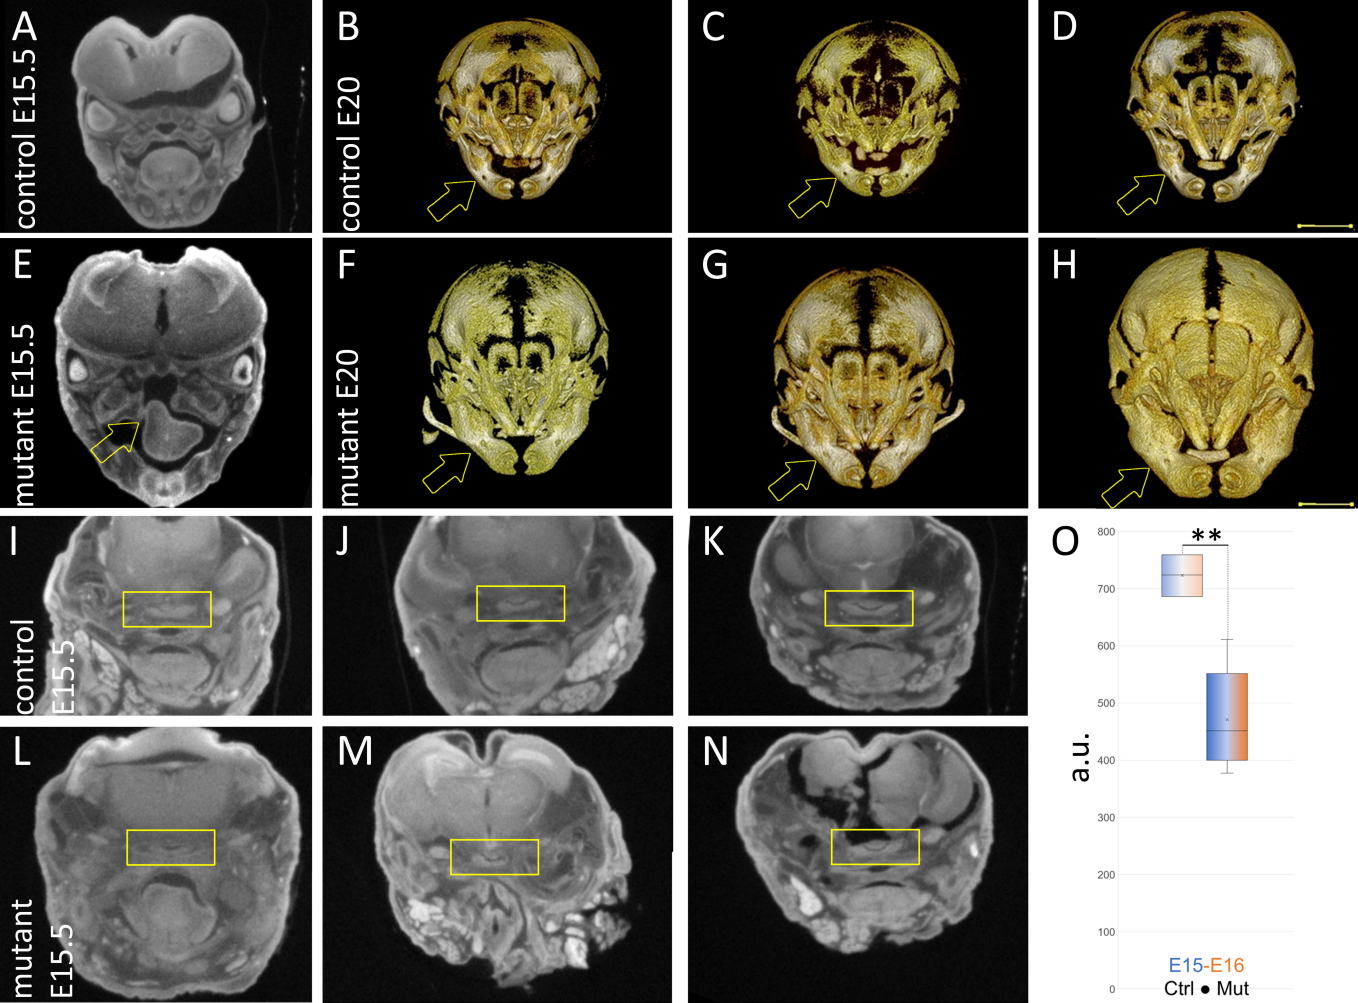 A
control E15.5
B
control E20
C
D
E
mutant E15.5
F
mutant E20
G
H
I
control
E15.5
J
K
L
mutant
E15.5
M
N
O
**
a.u.
800
700
600
500
400
300
200
100
0
E15-E16
Ctrl ● Mut